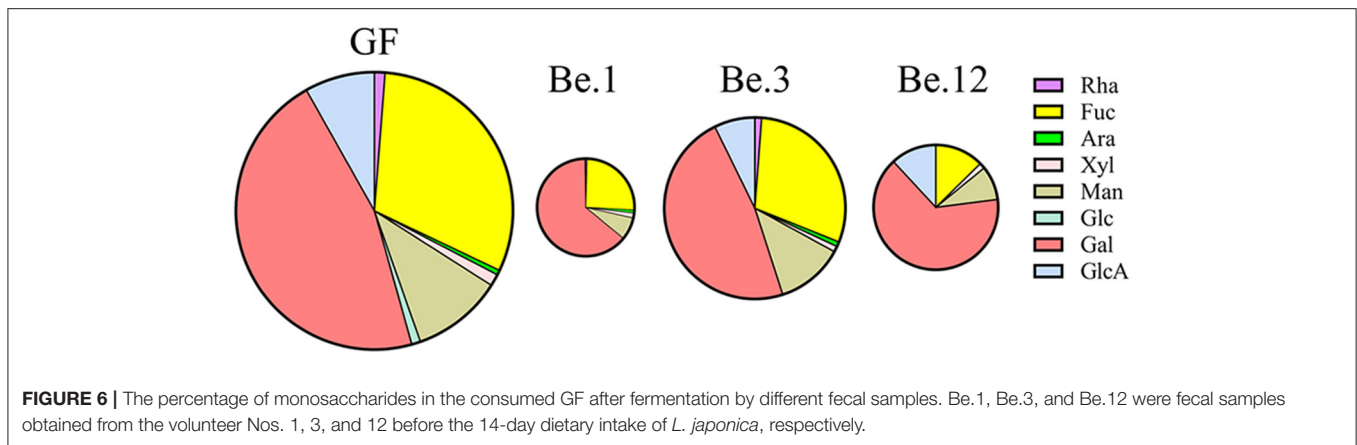 GF
Be.1
Be.3
Be.12
Rha
Fuc
Ara
Xyl
Man
Glc
Gal
GlcA
FIGURE 6 | The percentage of monosaccharides in the consumed GF after fermentation by different fecal samples. Be.1, Be.3, and Be.12 were fecal samples
obtained from the volunteer Nos. 1, 3, and 12 before the 14-day dietary intake of L. japonica, respectively.